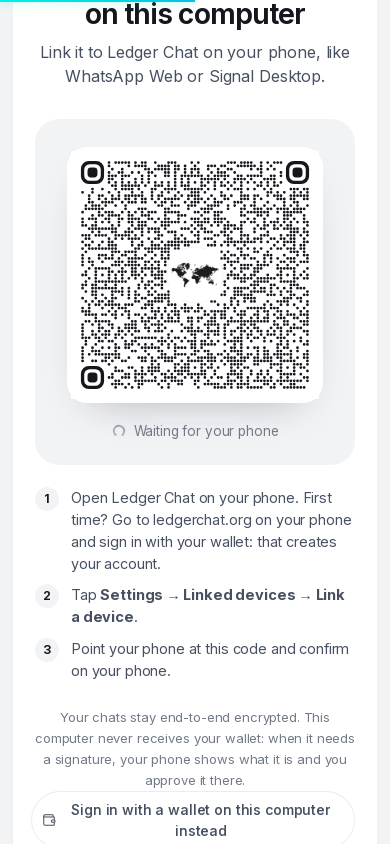 on this computer
Link it to Ledger Chat on your phone, like
WhatsApp Web or Signal Desktop.
Waiting for your phone
1 Open Ledger Chat on your phone. First
time? Go to ledgerchat.org on your phone
and sign in with your wallet: that creates
your account.
2 Tap Settings → Linked devices → Link
a device.
3 Point your phone at this code and confirm
on your phone.
Your chats stay end-to-end encrypted. This
computer never receives your wallet: when it needs
a signature, your phone shows what it is and you
approve it there.
Sign in with a wallet on this computer
instead